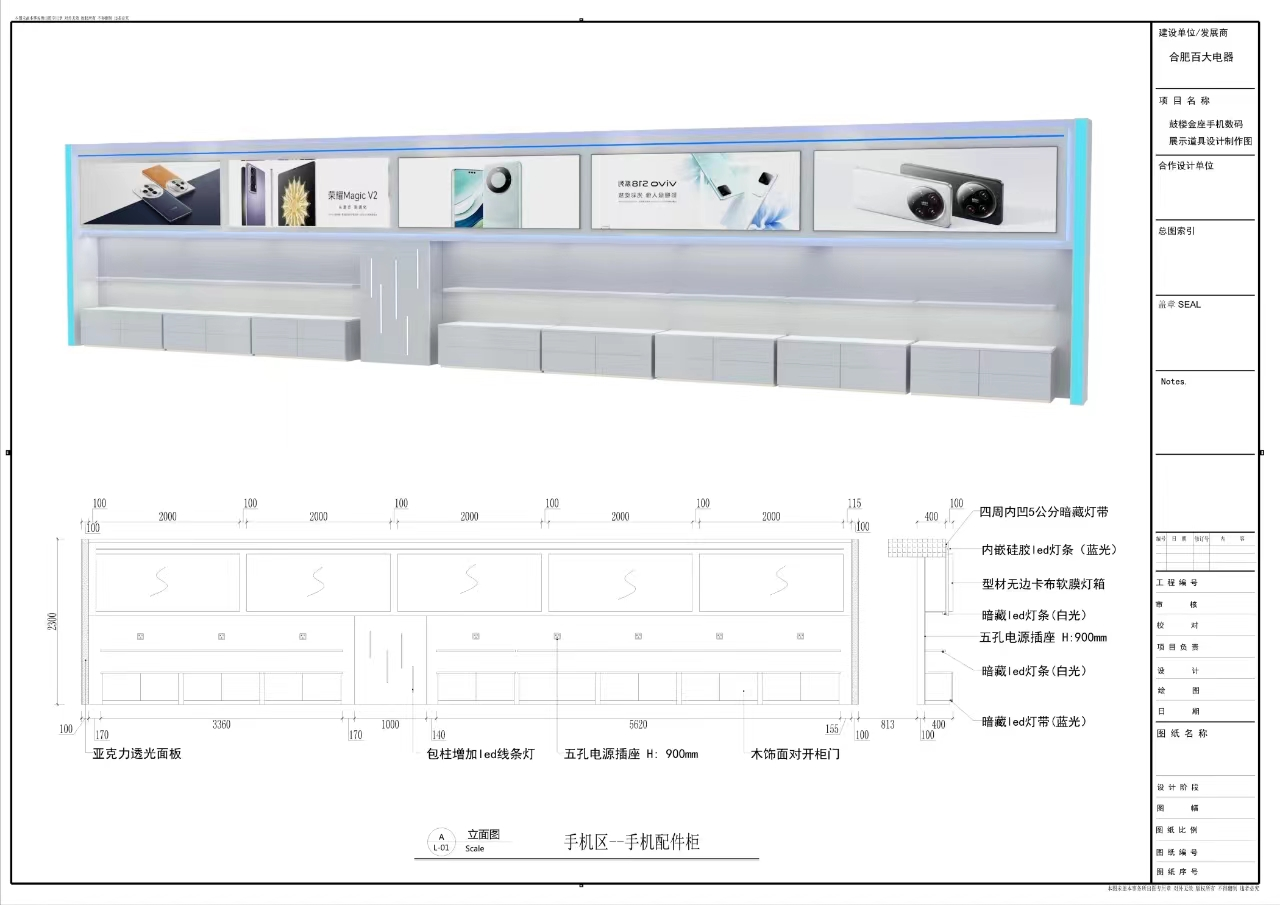 建设单位/发展商
合肥百大电器
项 目 名 称
鼓楼金座手机数码
展示道具设计制作图
合作设计单位
总图索引
盖章 SEAL
Notes.
荣耀Magic V2
100 100 100 100 100 115 100
2000 2000 2000 2000 2000 400
100 100
四周内凹5公分暗藏灯带
内嵌硅胶led灯条（蓝光）
型材无边卡布软膜灯箱
暗藏led灯条(白光)
五孔电源插座 H:900mm
暗藏led灯条(白光)
暗藏led灯带(蓝光)
2300
3360 1000 5620 813 400
100 170 170 140 155 100 100
亚克力透光面板
包柱增加led线条灯
五孔电源插座 H: 900mm
木饰面对开柜门
A
L-01
立面图
Scale
手机区--手机配件柜
编号 日 期 内 容
工 程 编 号
审 核
校 对
项 目 负 责
设 计
绘 图
日 期
图 纸 名 称
设 计 阶 段
图 幅
图 纸 比 例
图 纸 编 号
图 纸 序 号